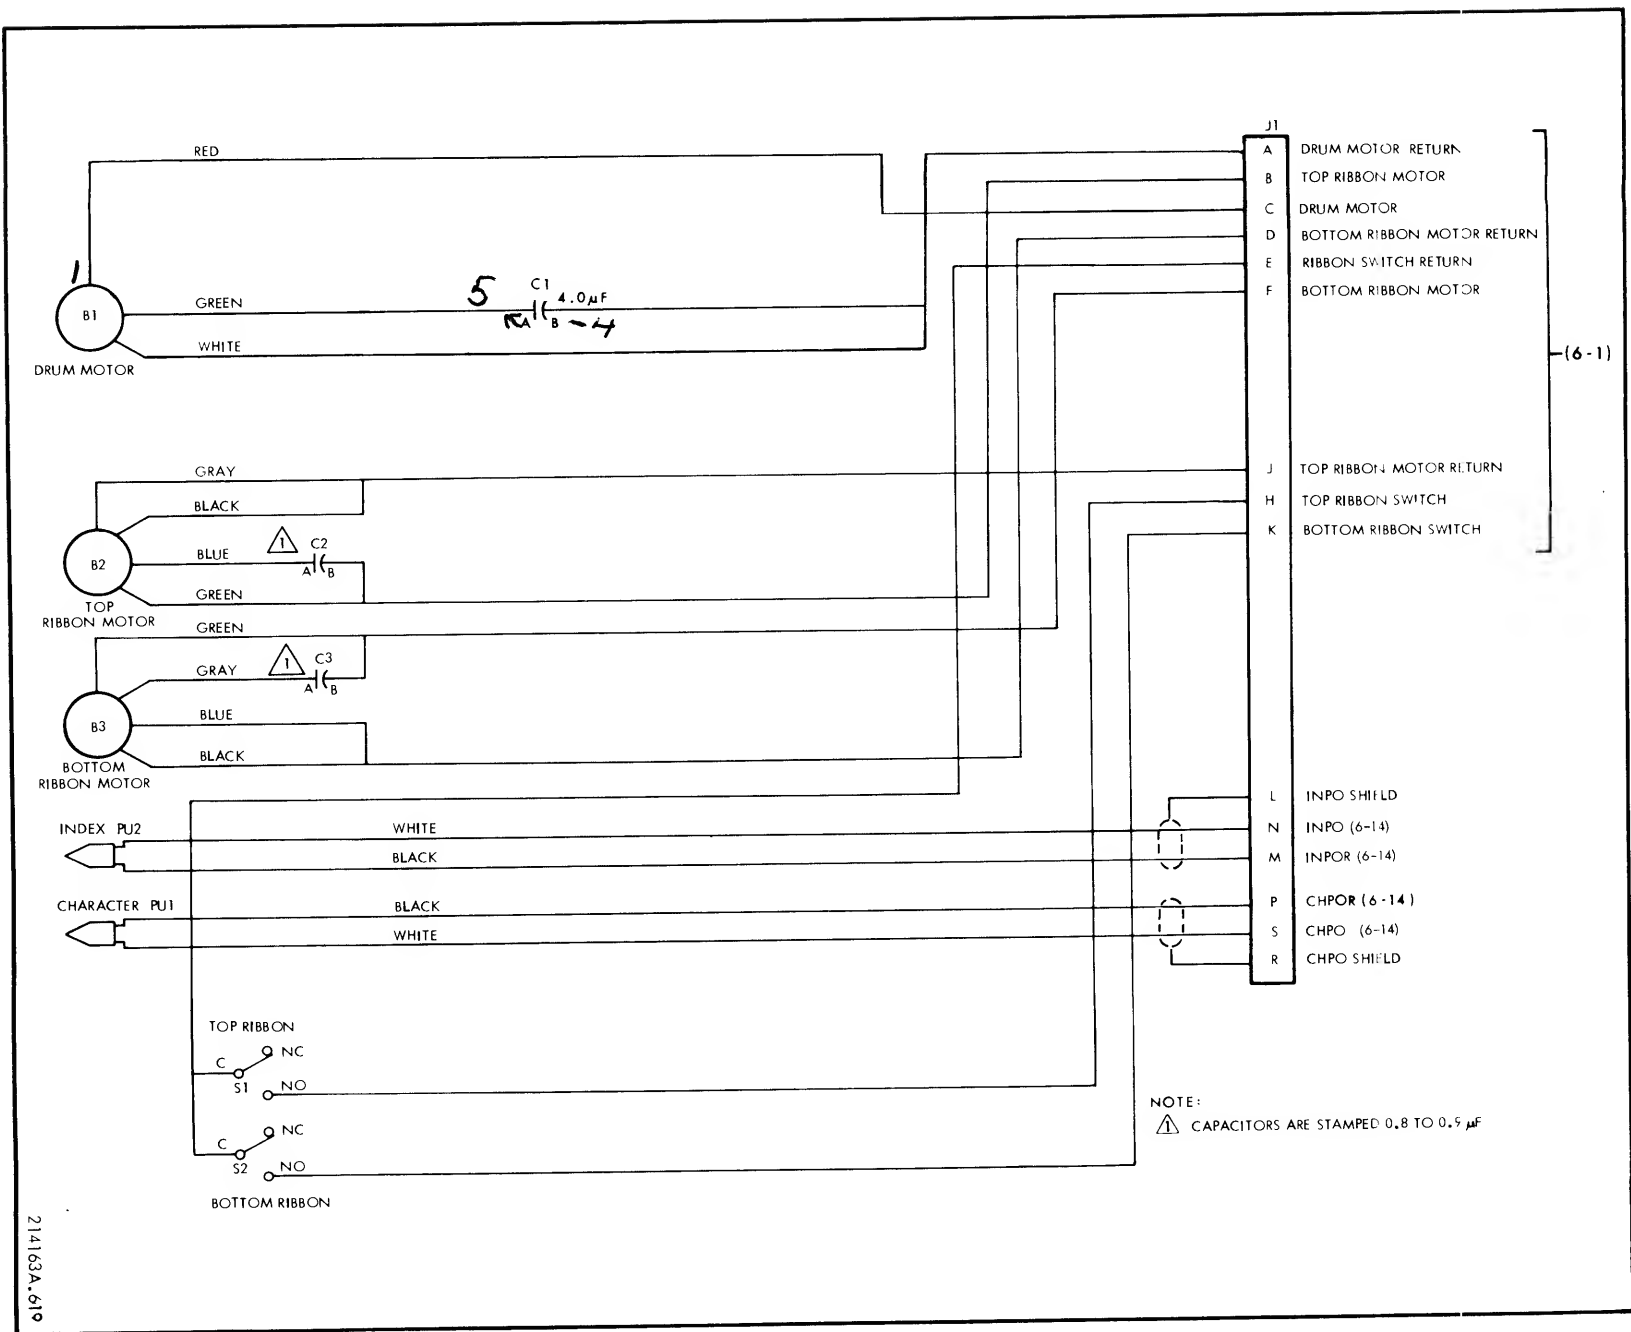 J1
RED
A DRUM MOTOR RETURN
B TOP RIBBON MOTOR
C DRUM MOTOR
D BOTTOM RIBBON MOTOR RETURN
E RIBBON SWITCH RETURN
F BOTTOM RIBBON MOTOR
(6-1)
1
B1
DRUM MOTOR
GREEN
5
C1
4.0µF
A B
4
WHITE
J TOP RIBBON MOTOR RETURN
H TOP RIBBON SWITCH
K BOTTOM RIBBON SWITCH
GRAY
BLACK
B2
BLUE
1
C2
A B
GREEN
TOP
RIBBON MOTOR
GREEN
GRAY
1
C3
A B
B3
BLUE
BLACK
BOTTOM
RIBBON MOTOR
L INPO SHIELD
N INPO (6-14)
M INPOR (6-14)
P CHPOR (6-14)
S CHPO (6-14)
R CHPO SHIELD
INDEX PU2
WHITE
BLACK
CHARACTER PU1
BLACK
WHITE
TOP RIBBON
C
NC
S1
NO
C
NC
S2
NO
BOTTOM RIBBON
NOTE:
1 CAPACITORS ARE STAMPED 0.8 TO 0.9 µF
214163A.619